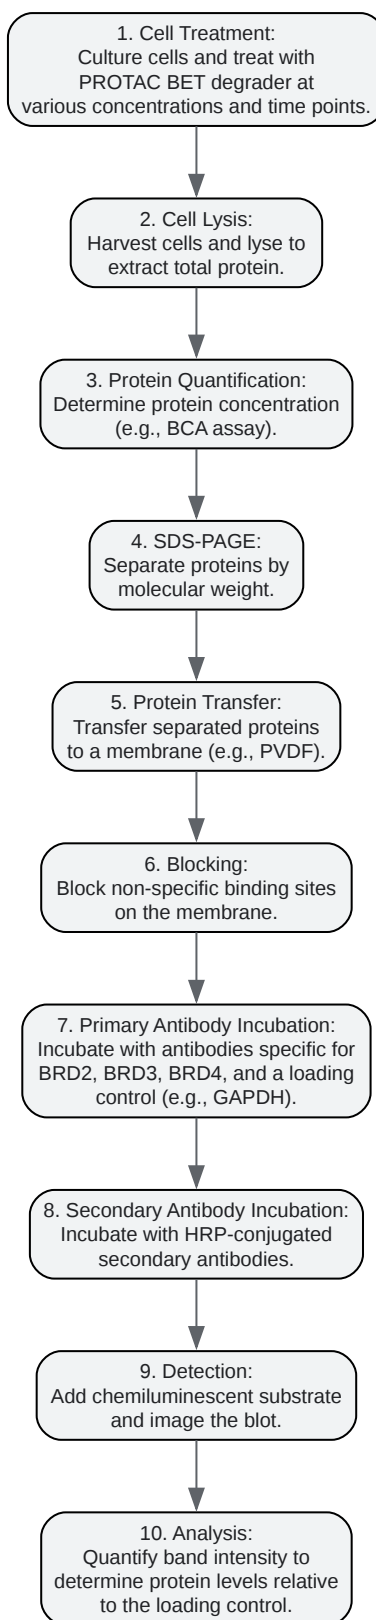 1. Cell Treatment:
Culture cells and treat with
PROTAC BET degrader at
various concentrations and time points.
2. Cell Lysis:
Harvest cells and lyse to
extract total protein.
3. Protein Quantification:
Determine protein concentration
(e.g., BCA assay).
4. SDS-PAGE:
Separate proteins by
molecular weight.
5. Protein Transfer:
Transfer separated proteins
to a membrane (e.g., PVDF).
6. Blocking:
Block non-specific binding sites
on the membrane.
7. Primary Antibody Incubation:
Incubate with antibodies specific for
BRD2, BRD3, BRD4, and a loading
control (e.g., GAPDH).
8. Secondary Antibody Incubation:
Incubate with HRP-conjugated
secondary antibodies.
9. Detection:
Add chemiluminescent substrate
and image the blot.
10. Analysis:
Quantify band intensity to
determine protein levels relative
to the loading control.